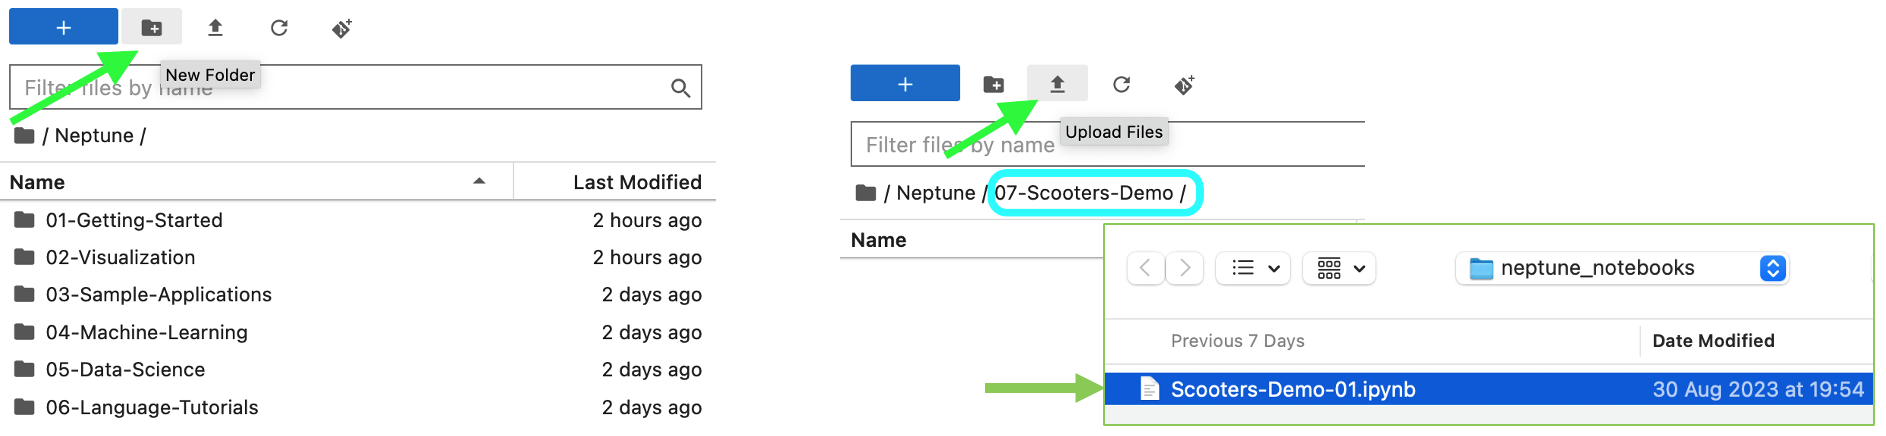 New Folder
Filter files by name
/ Neptune /
Name Last Modified
01-Getting-Started 2 hours ago
02-Visualization 2 hours ago
03-Sample-Applications 2 days ago
04-Machine-Learning 2 days ago
05-Data-Science 2 days ago
06-Language-Tutorials 2 days ago
Upload Files
Filter files by name
/ Neptune / 07-Scooters-Demo /
Name
neptune_notebooks
Previous 7 Days Date Modified
Scooters-Demo-01.ipynb 30 Aug 2023 at 19:54